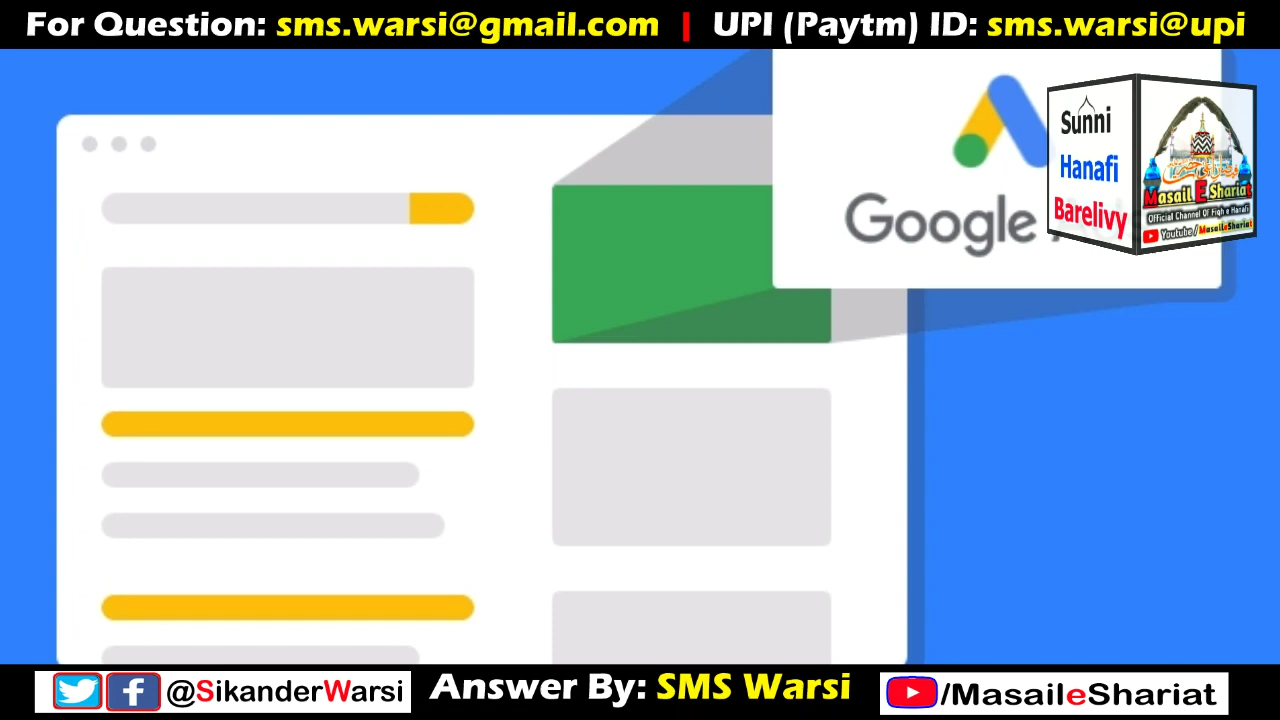 For Question: sms.warsi@gmail.com | UPI (Paytm) ID: sms.warsi@upi
Google
Sunni
Hanafi
Barelivy
Masail E Shariat
Official Channel Of Fiqh e Hanafi
Youtube/MasaileShariat
@SikanderWarsi
Answer By: SMS Warsi
/MasaileShariat